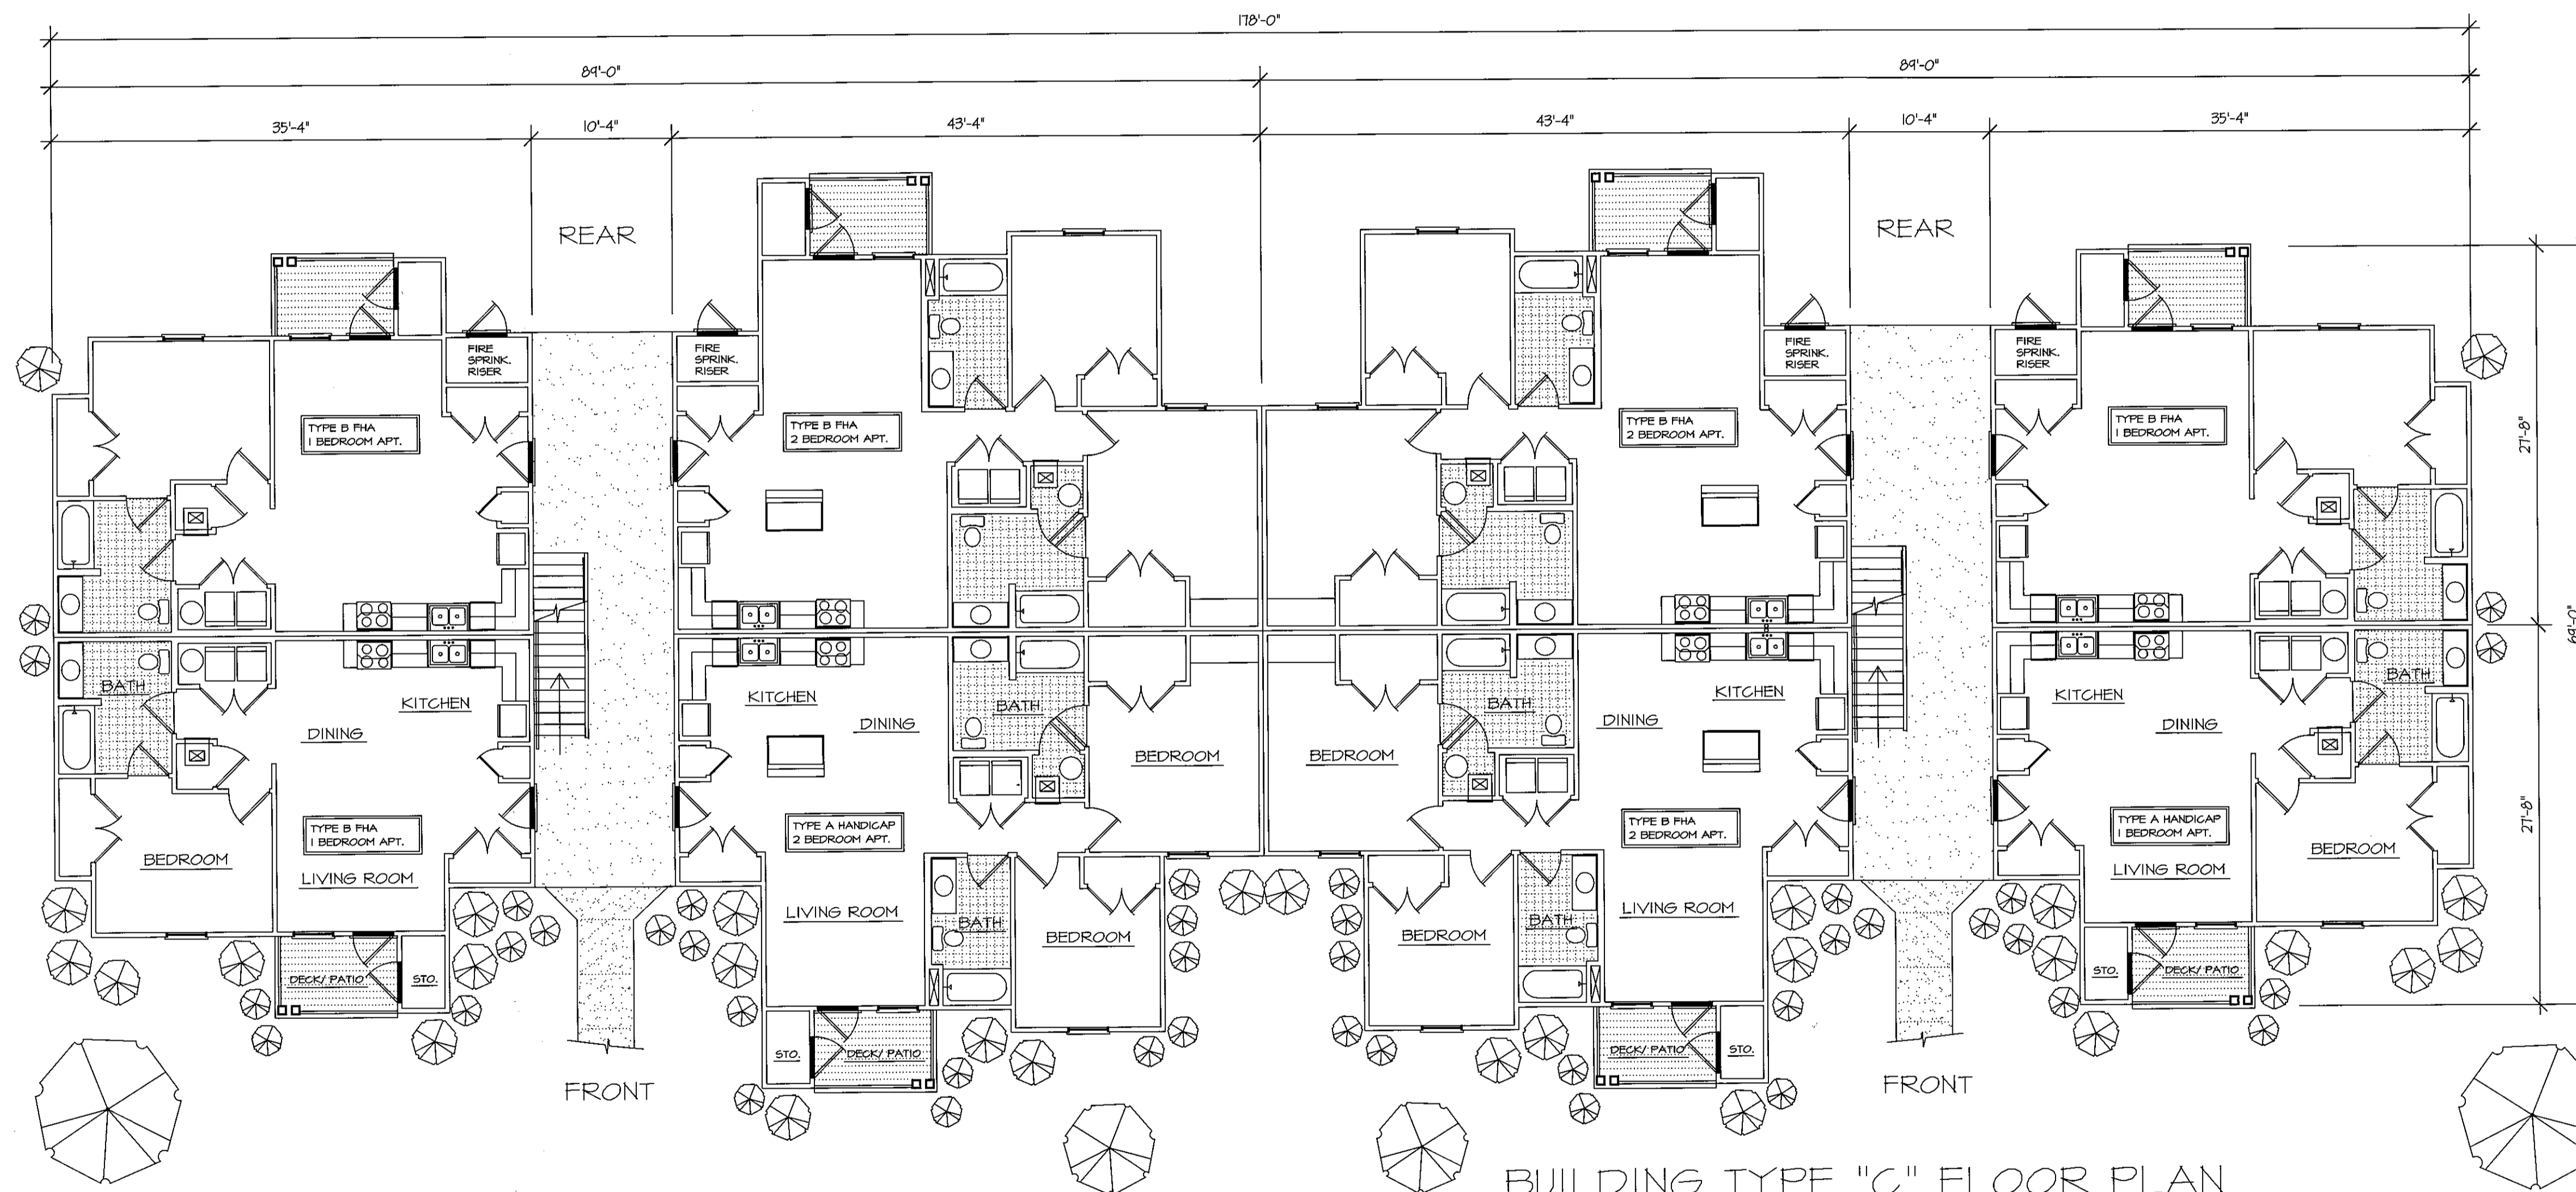 178'-0"
89'-0"
89'-0"
35'-4"
10'-4"
43'-4"
43'-4"
10'-4"
35'-4"
REAR
REAR
FIRE
SPRINK.
RISER
FIRE
SPRINK.
RISER
FIRE
SPRINK.
RISER
FIRE
SPRINK.
RISER
TYPE B FHA
1 BEDROOM APT.
TYPE B FHA
2 BEDROOM APT.
TYPE B FHA
2 BEDROOM APT.
TYPE B FHA
1 BEDROOM APT.
27'-8"
69'-0"
27'-8"
BATH
KITCHEN
DINING
KITCHEN
DINING
BATH
BEDROOM
BEDROOM
BATH
DINING
KITCHEN
KITCHEN
DINING
BATH
TYPE B FHA
1 BEDROOM APT.
TYPE A HANDICAP
2 BEDROOM APT.
TYPE B FHA
2 BEDROOM APT.
TYPE A HANDICAP
1 BEDROOM APT.
BEDROOM
LIVING ROOM
LIVING ROOM
BATH
BEDROOM
BEDROOM
BATH
LIVING ROOM
LIVING ROOM
BEDROOM
DECK/ PATIO
STO.
STO.
DECK/ PATIO
STO.
DECK/ PATIO
DECK/ PATIO
STO.
FRONT
FRONT
BUILDING TYPE "C" FLOOR PLAN